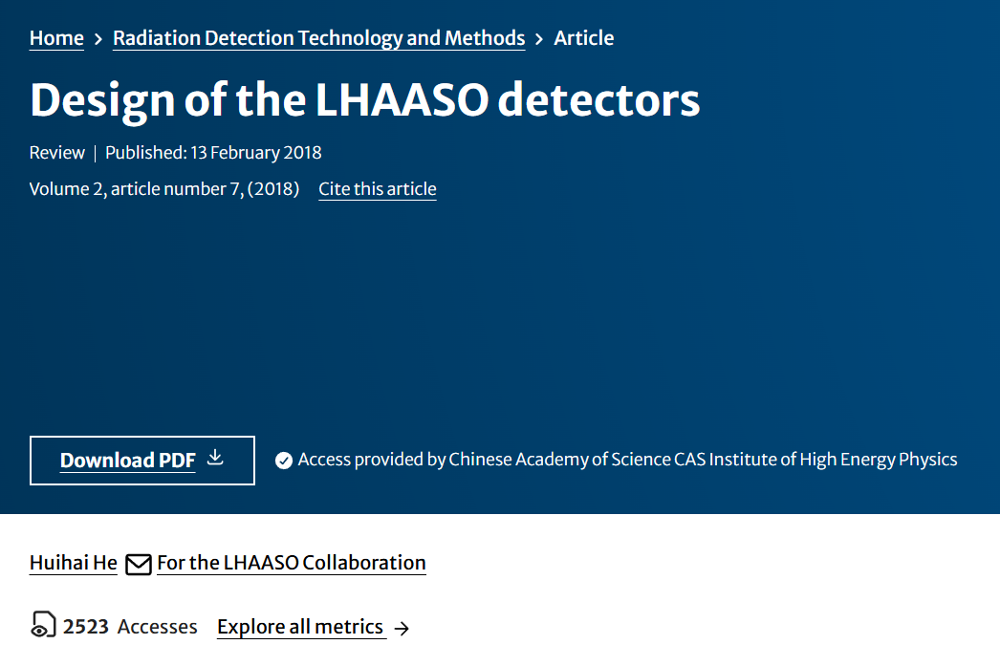 Home > Radiation Detection Technology and Methods > Article
Design of the LHAASO detectors
Review | Published: 13 February 2018
Volume 2, article number 7, (2018) Cite this article
Download PDF Access provided by Chinese Academy of Science CAS Institute of High Energy Physics
Huihai He For the LHAASO Collaboration
2523 Accesses Explore all metrics →